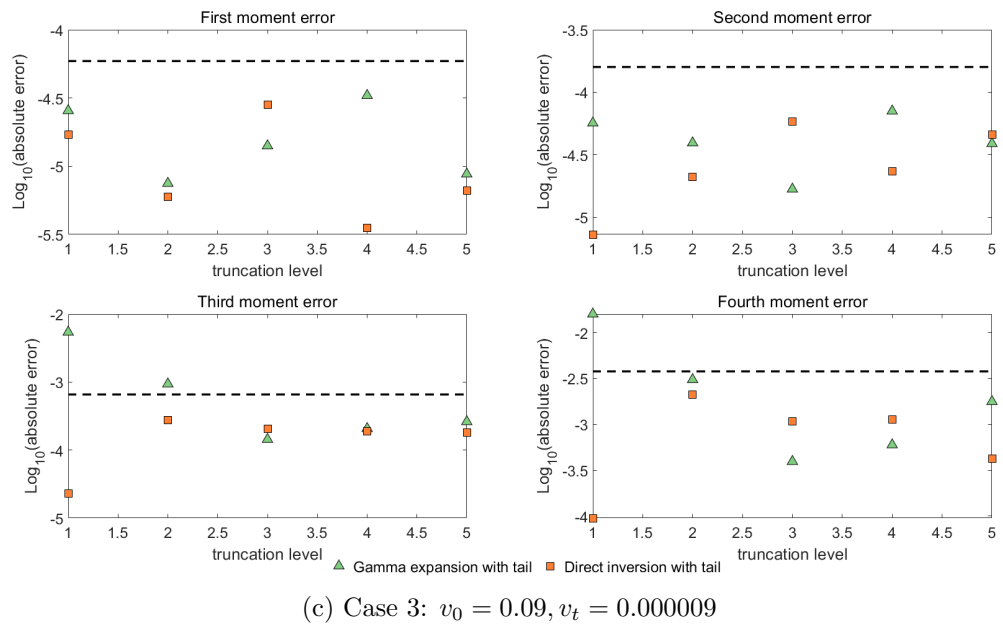 First moment error
Log10(absolute error)
-4
-4.5
-5
-5.5
1 1.5 2 2.5 3 3.5 4 4.5 5
truncation level
Second moment error
Log10(absolute error)
-3.5
-4
-4.5
-5
1 1.5 2 2.5 3 3.5 4 4.5 5
truncation level
Third moment error
Log10(absolute error)
-2
-3
-4
-5
1 1.5 2 2.5 3 3.5 4 4.5 5
truncation level
Fourth moment error
Log10(absolute error)
-2
-2.5
-3
-3.5
-4
1 1.5 2 2.5 3 3.5 4 4.5 5
truncation level
Gamma expansion with tail Direct inversion with tail
(c) Case 3: v0 = 0.09, vt = 0.000009